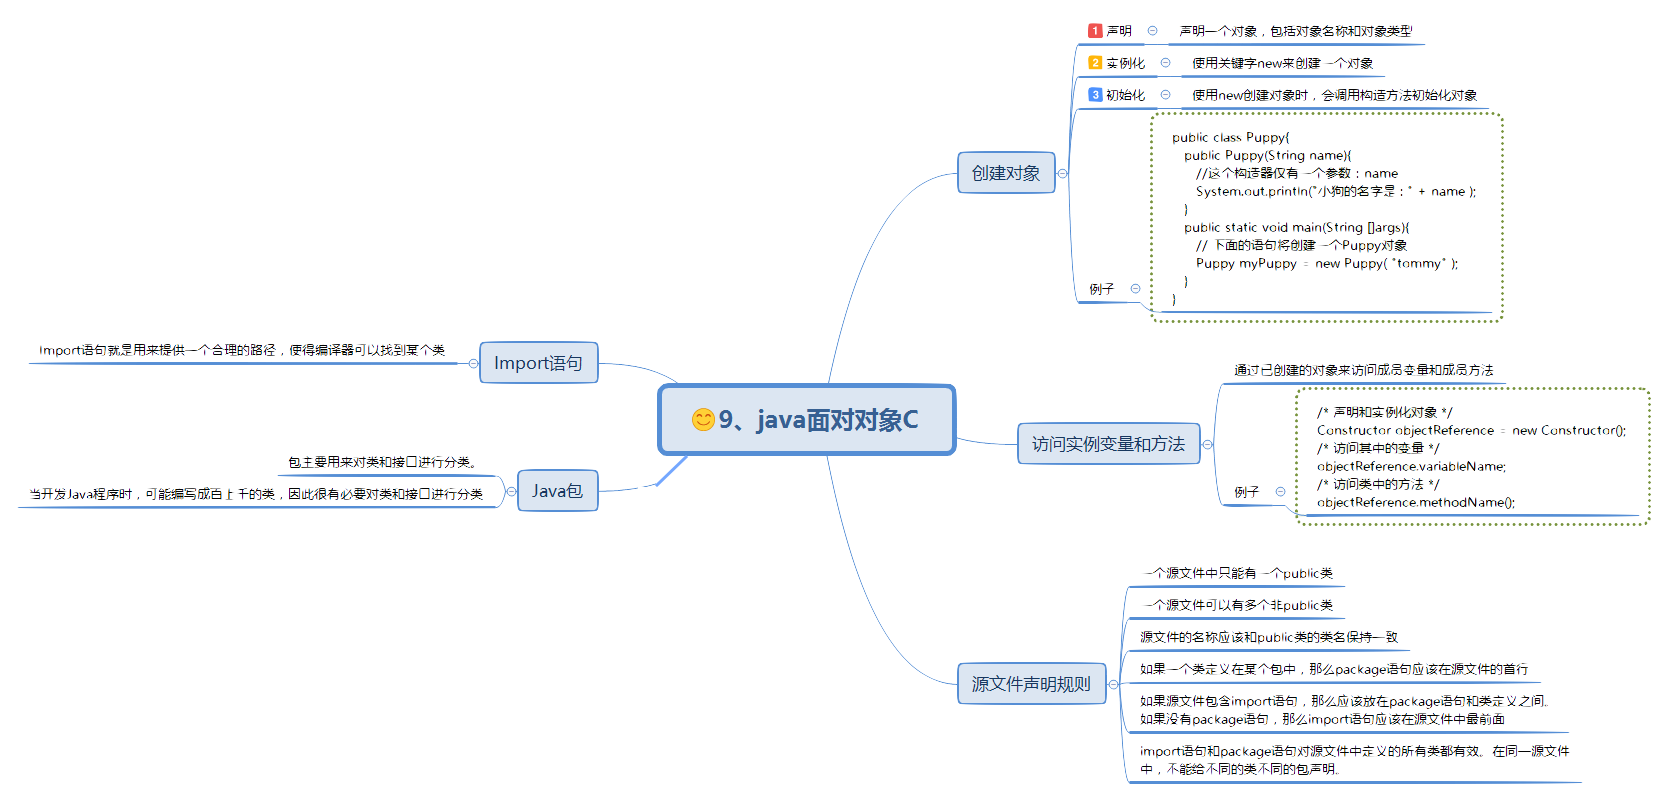 9、java面对对象C
创建对象
1 声明
声明一个对象，包括对象名称和对象类型
2 实例化
使用关键字new来创建一个对象
3 初始化
使用new创建对象时，会调用构造方法初始化对象
例子
public class Puppy{
public Puppy(String name){
//这个构造器仅有一个参数：name
System.out.println("小狗的名字是：" + name );
}
public static void main(String []args){
// 下面的语句将创建一个Puppy对象
Puppy myPuppy = new Puppy( "tommy" );
}
}
访问实例变量和方法
通过已创建的对象来访问成员变量和成员方法
例子
/* 声明和实例化对象 */
Constructor objectReference = new Constructor();
/* 访问其中的变量 */
objectReference.variableName;
/* 访问类中的方法 */
objectReference.methodName();
源文件声明规则
一个源文件中只能有一个public类
一个源文件可以有多个非public类
源文件的名称应该和public类的类名保持一致
如果一个类定义在某个包中，那么package语句应该在源文件的首行
如果源文件包含import语句，那么应该放在package语句和类定义之间。
如果没有package语句，那么import语句应该在源文件中最前面
import语句和package语句对源文件中定义的所有类都有效。在同一源文件
中，不能给不同的类不同的包声明。
Import语句
Import语句就是用来提供一个合理的路径，使得编译器可以找到某个类
Java包
包主要用来对类和接口进行分类。
当开发Java程序时，可能编写成百上千的类，因此很有必要对类和接口进行分类